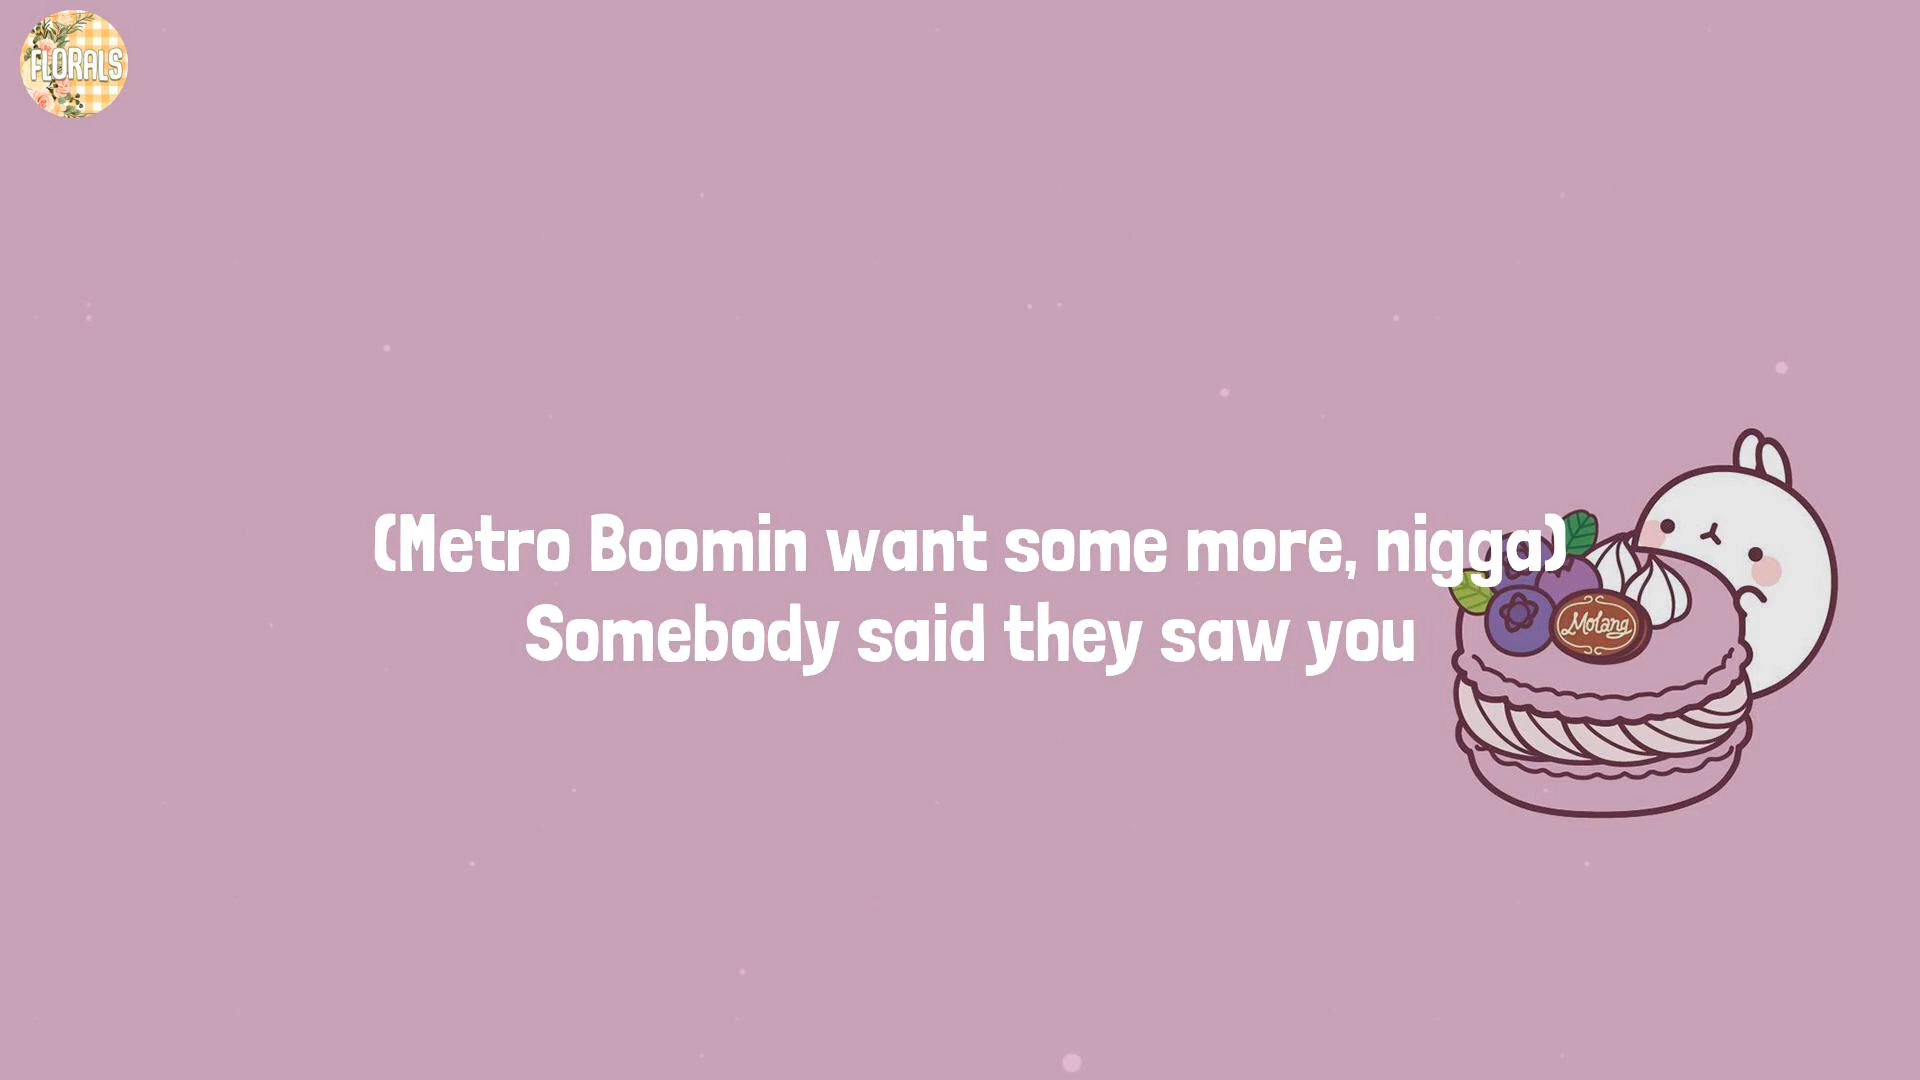 FLORALS
(Metro Boomin want some more, nigga)
Somebody said they saw you
Molang